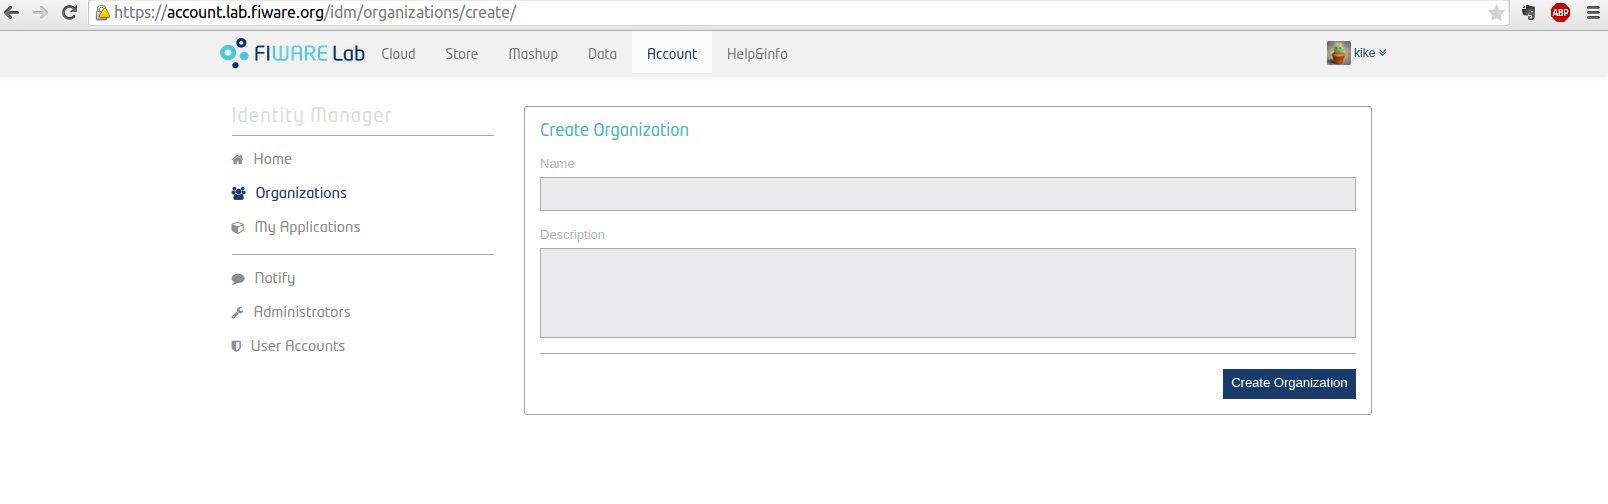 https://account.lab.fiware.org/idm/organizations/create/
ABP
FIWARE Lab Cloud Store Mashup Data Account Help&info kike
Identity Manager
Home
Organizations
My Applications
Notify
Administrators
User Accounts
Create Organization
Name
Description
Create Organization